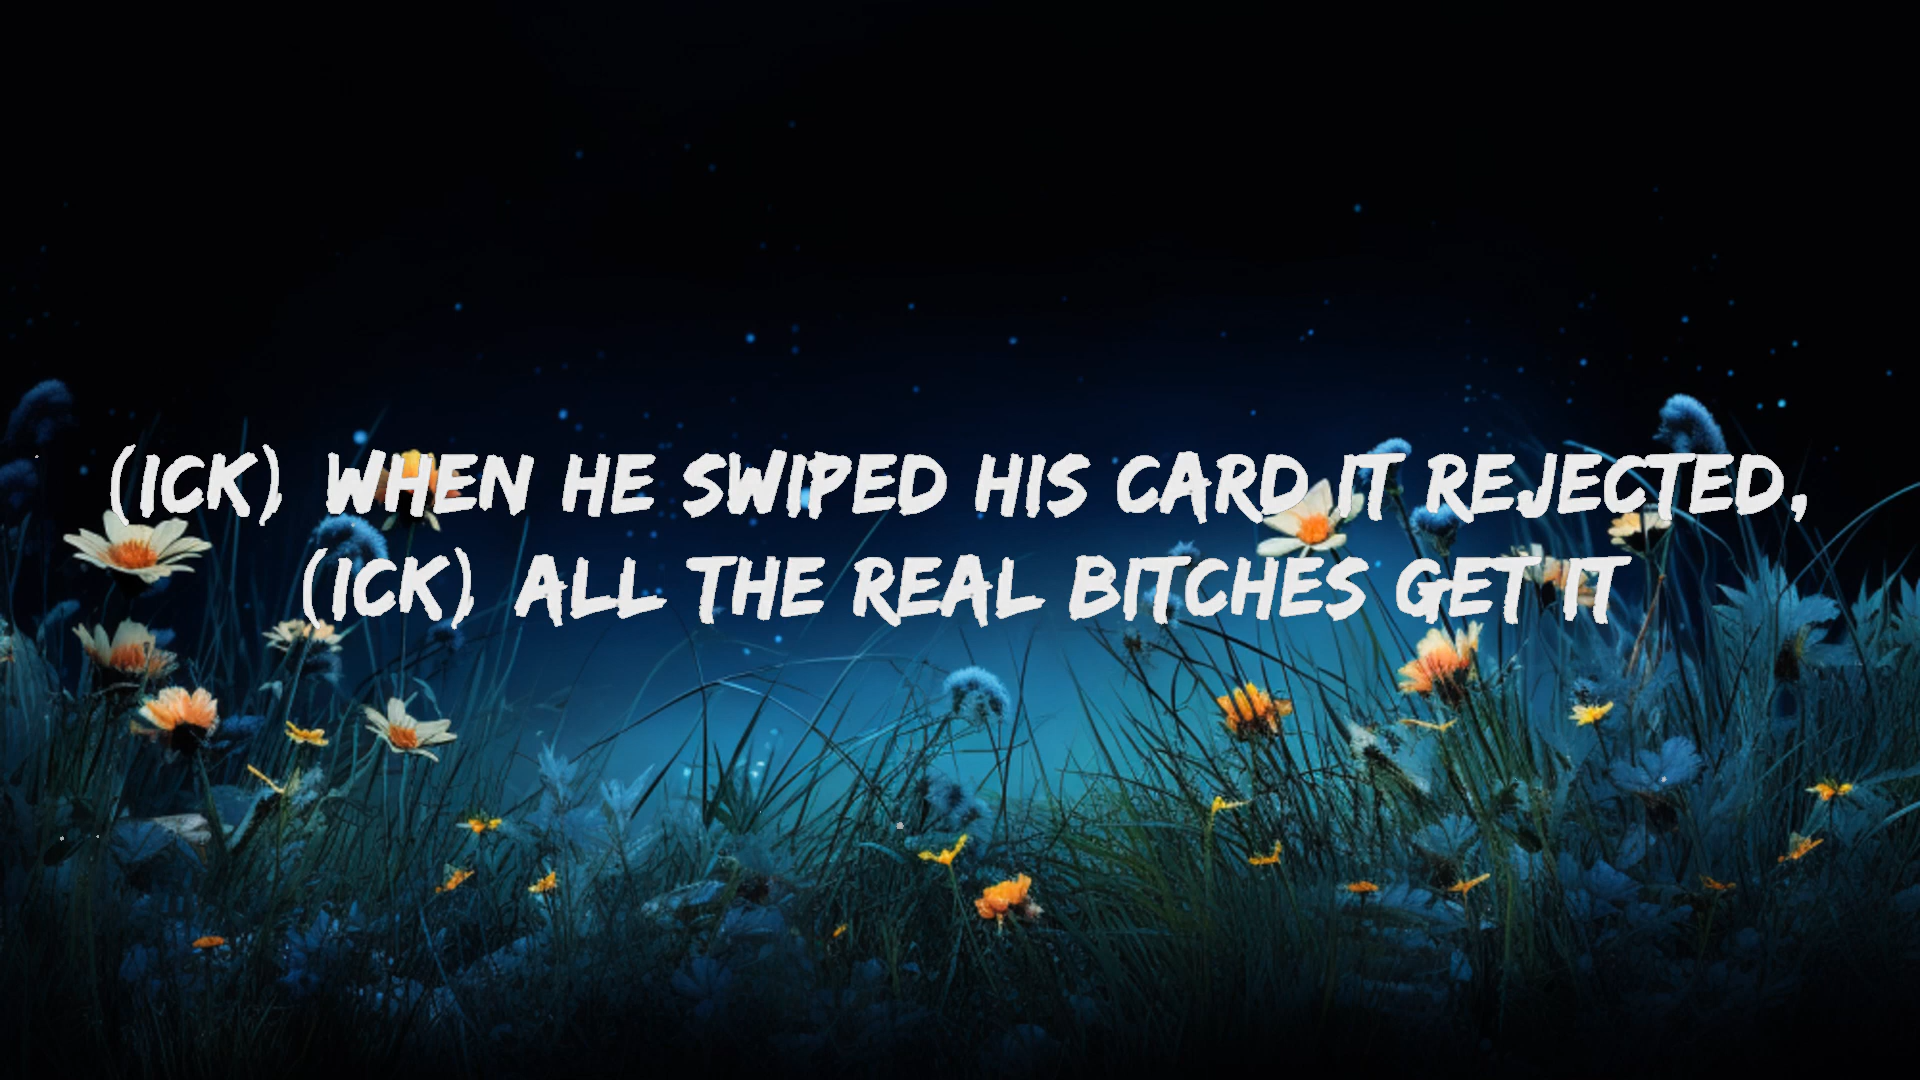 (ICK) WHEN HE SWIPED HIS CARD IT REJECTED,
(ICK) ALL THE REAL BITCHES GET IT